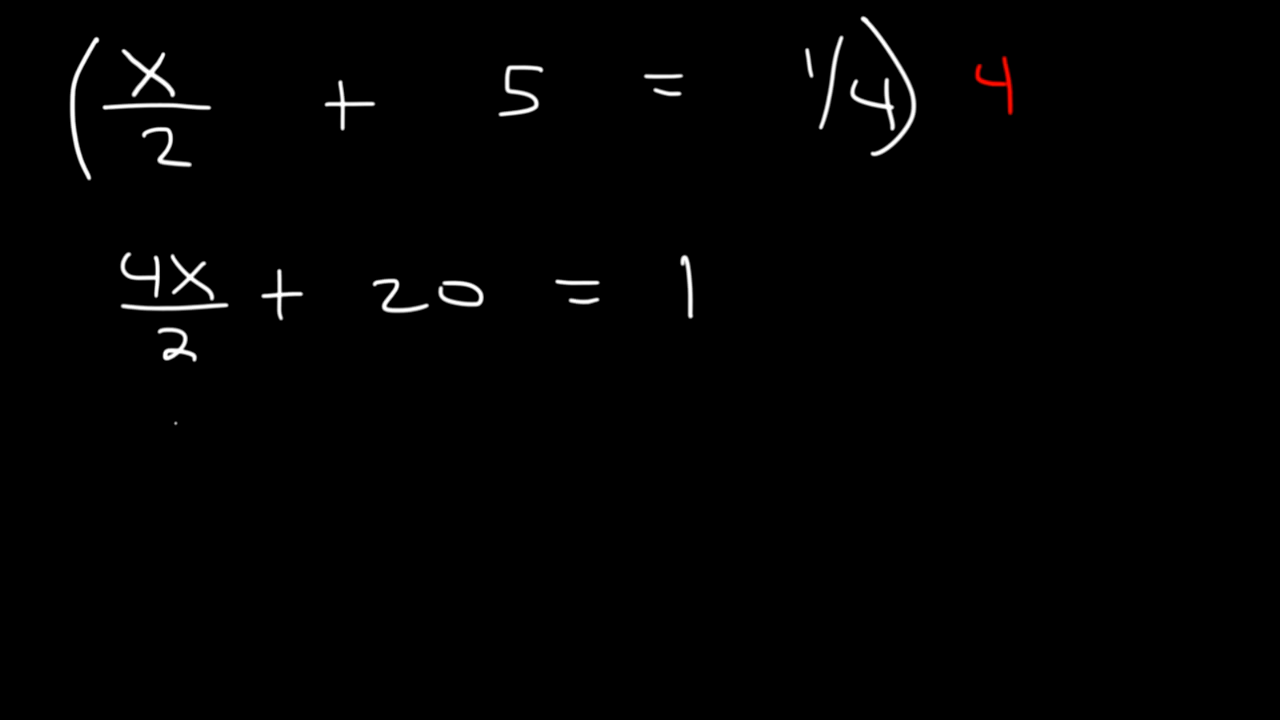 (x/2 + 5 = 1/4) 4
4x/2 + 20 = 1